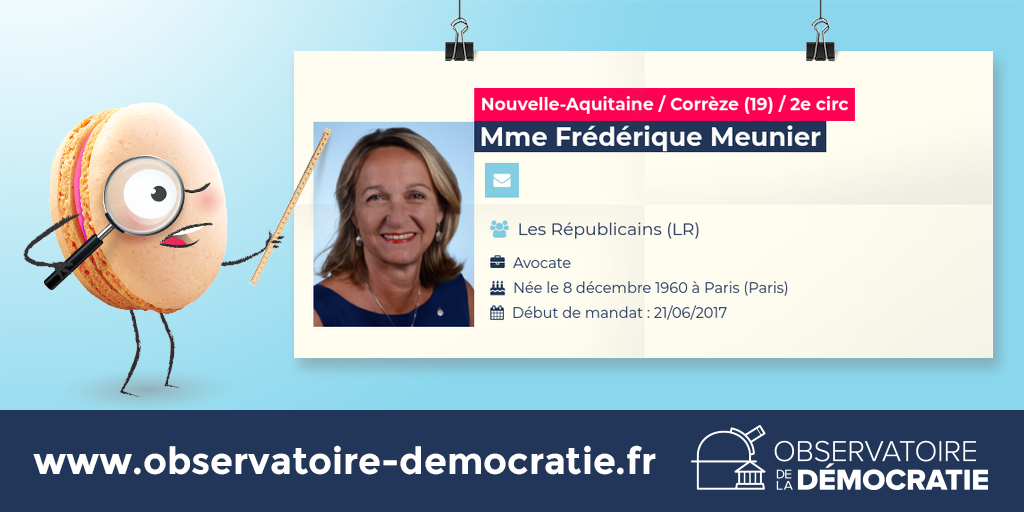 Nouvelle-Aquitaine / Corrèze (19) / 2e circ
Mme Frédérique Meunier
Les Républicains (LR)
Avocate
Née le 8 décembre 1960 à Paris (Paris)
Début de mandat : 21/06/2017
www.observatoire-democratie.fr
OBSERVATOIRE
DE LA DÉMOCRATIE